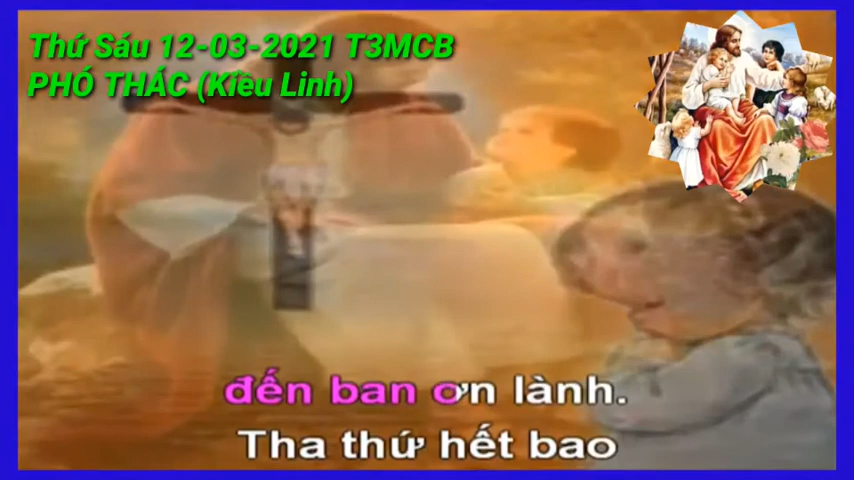 Thứ Sáu 12-03-2021 T3MCB
PHÓ THÁC (Kiều Linh)
đến ban ơn lành.
Tha thứ hết bao